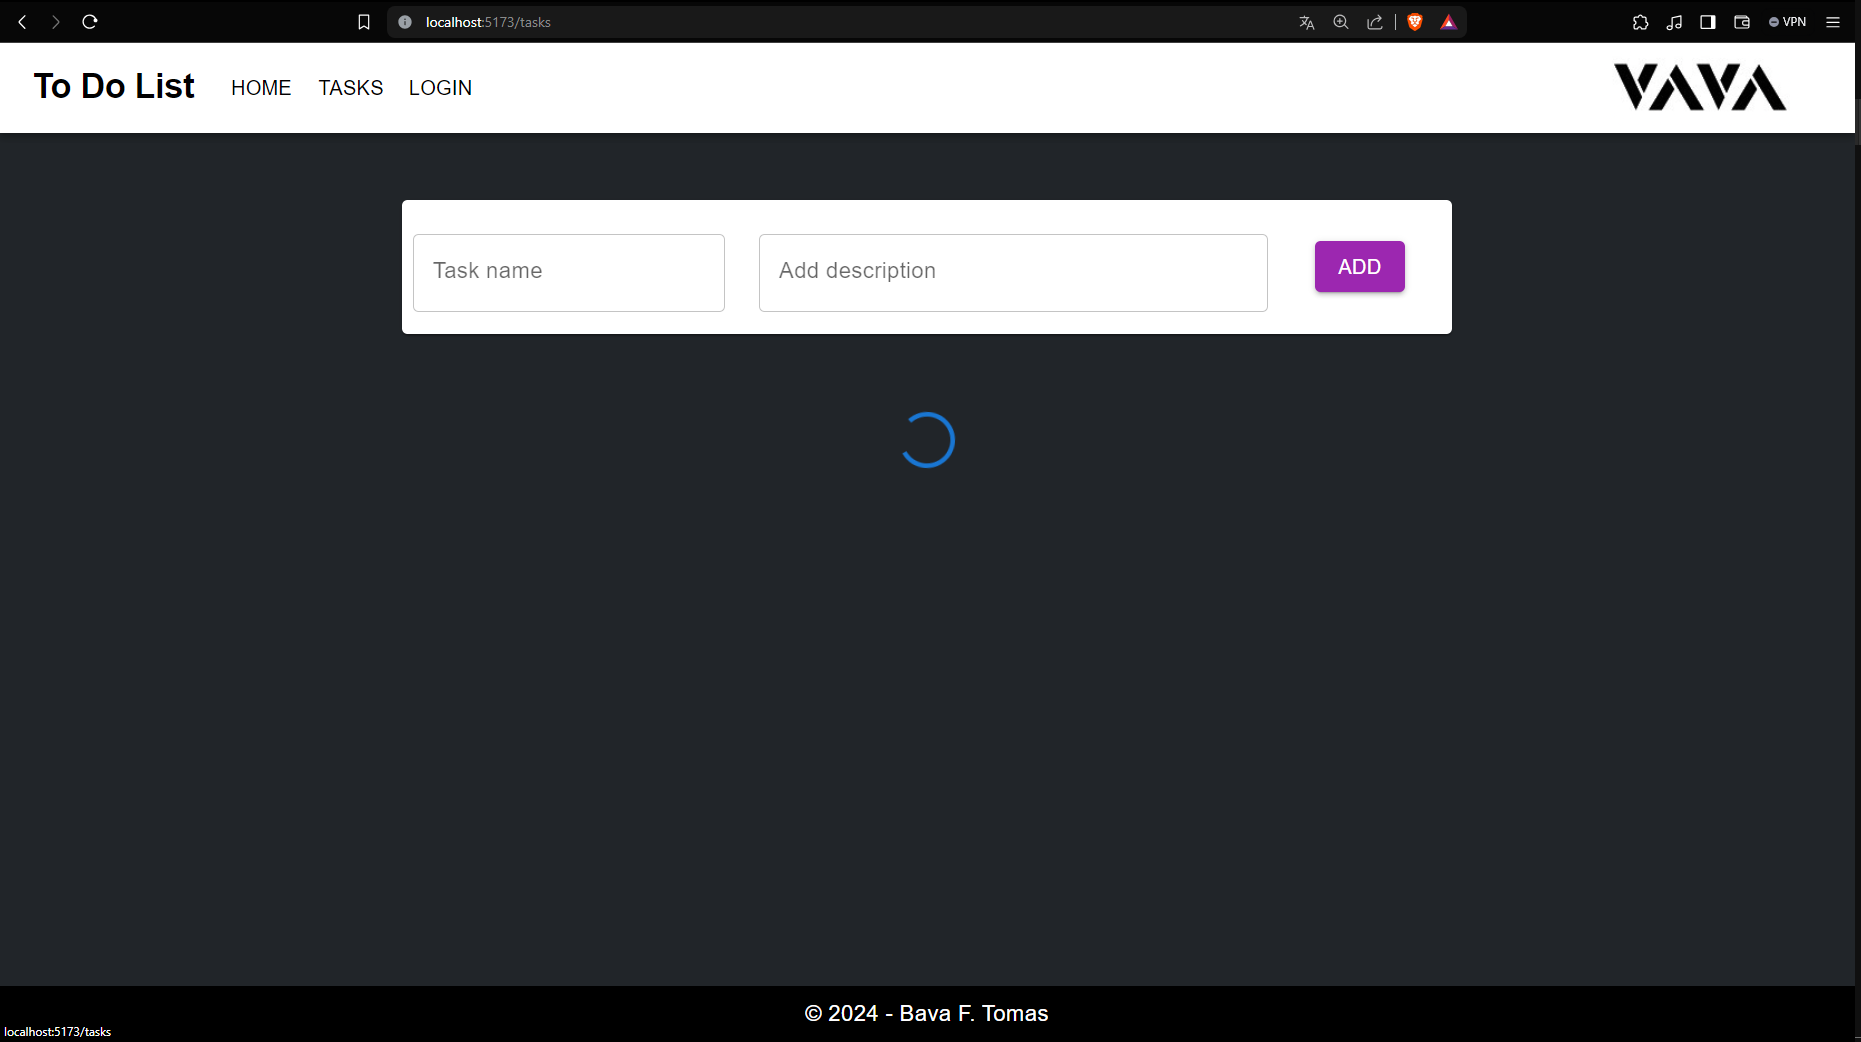 localhost:5173/tasks
VPN
To Do List
HOME
TASKS
LOGIN
VAVA
Task name
Add description
ADD
© 2024 - Bava F. Tomas
localhost:5173/tasks